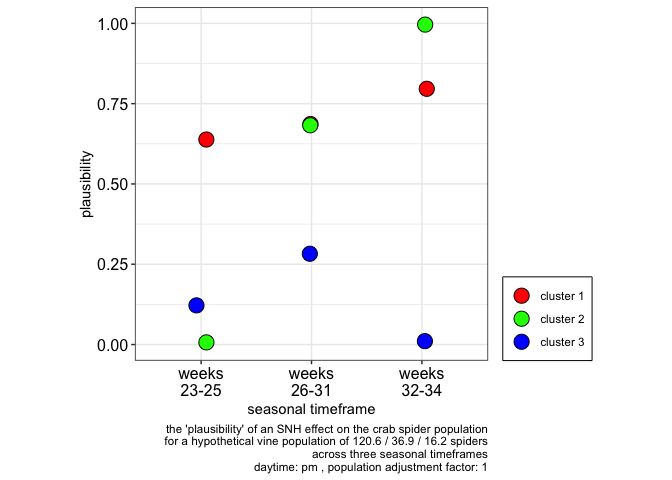 1.00
0.75
0.50
0.25
0.00
plausibility
weeks 23-25
weeks 26-31
weeks 32-34
seasonal timeframe
cluster 1
cluster 2
cluster 3
the 'plausibility' of an SNH effect on the crab spider population
for a hypothetical vine population of 120.6 / 36.9 / 16.2 spiders
across three seasonal timeframes
daytime: pm , population adjustment factor: 1